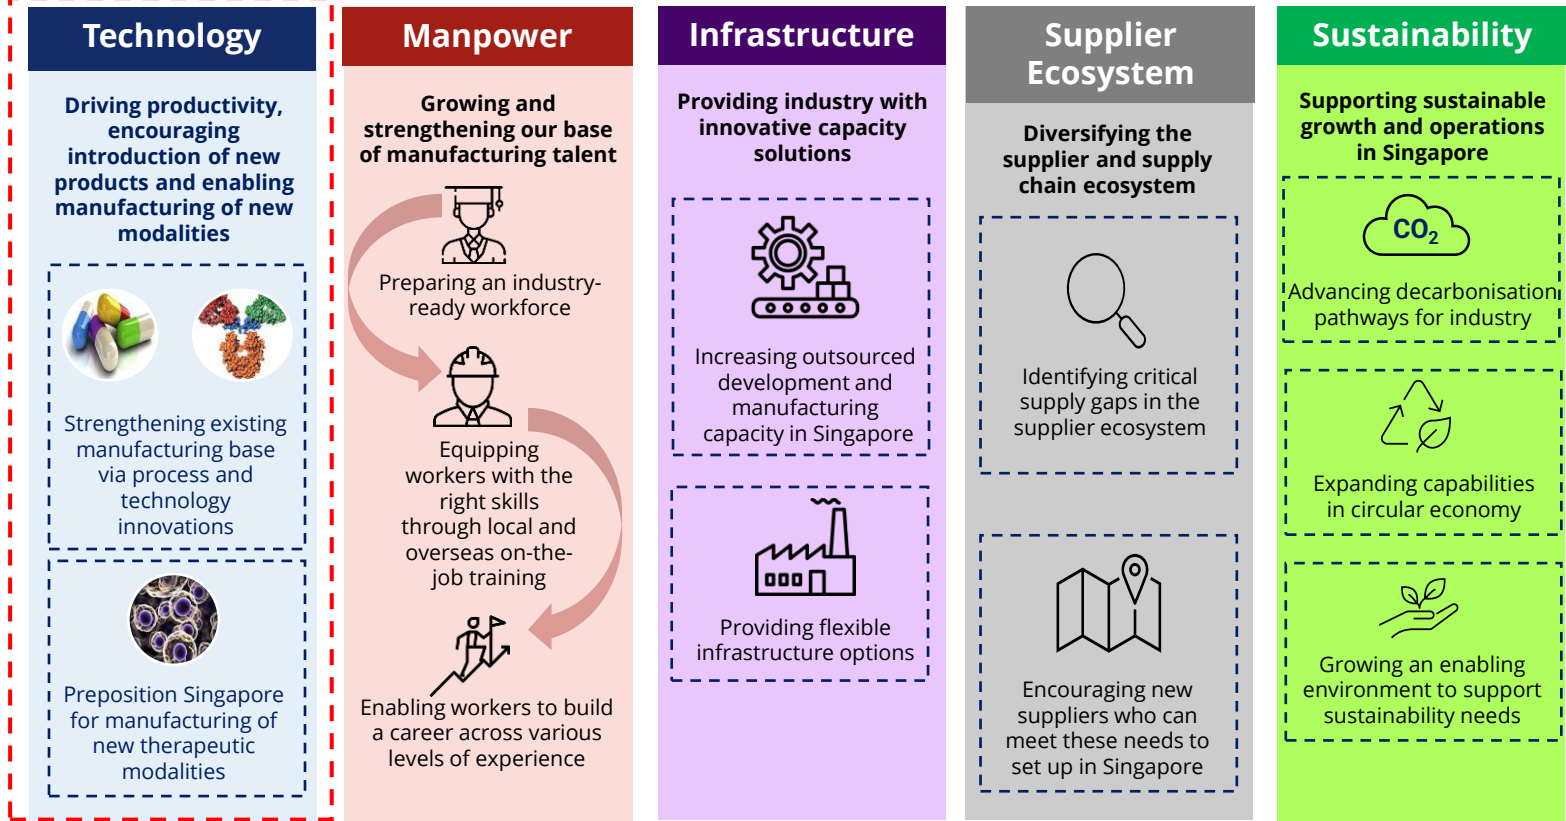 Technology
Driving productivity,
encouraging
introduction of new
products and enabling
manufacturing of new
modalities
Strengthening existing
manufacturing base
via process and
technology
innovations
Preposition Singapore
for manufacturing of
new therapeutic
modalities
Manpower
Growing and
strengthening our base
of manufacturing talent
Preparing an industry-
ready workforce
Equipping
workers with the
right skills
through local and
overseas on-the-
job training
Enabling workers to build
a career across various
levels of experience
Infrastructure
Providing industry with
innovative capacity
solutions
Increasing outsourced
development and
manufacturing
capacity in Singapore
Providing flexible
infrastructure options
Supplier
Ecosystem
Diversifying the
supplier and supply
chain ecosystem
Identifying critical
supply gaps in the
supplier ecosystem
Encouraging new
suppliers who can
meet these needs to
set up in Singapore
Sustainability
Supporting sustainable
growth and operations
in Singapore
CO₂
Advancing decarbonisation
pathways for industry
Expanding capabilities
in circular economy
Growing an enabling
environment to support
sustainability needs